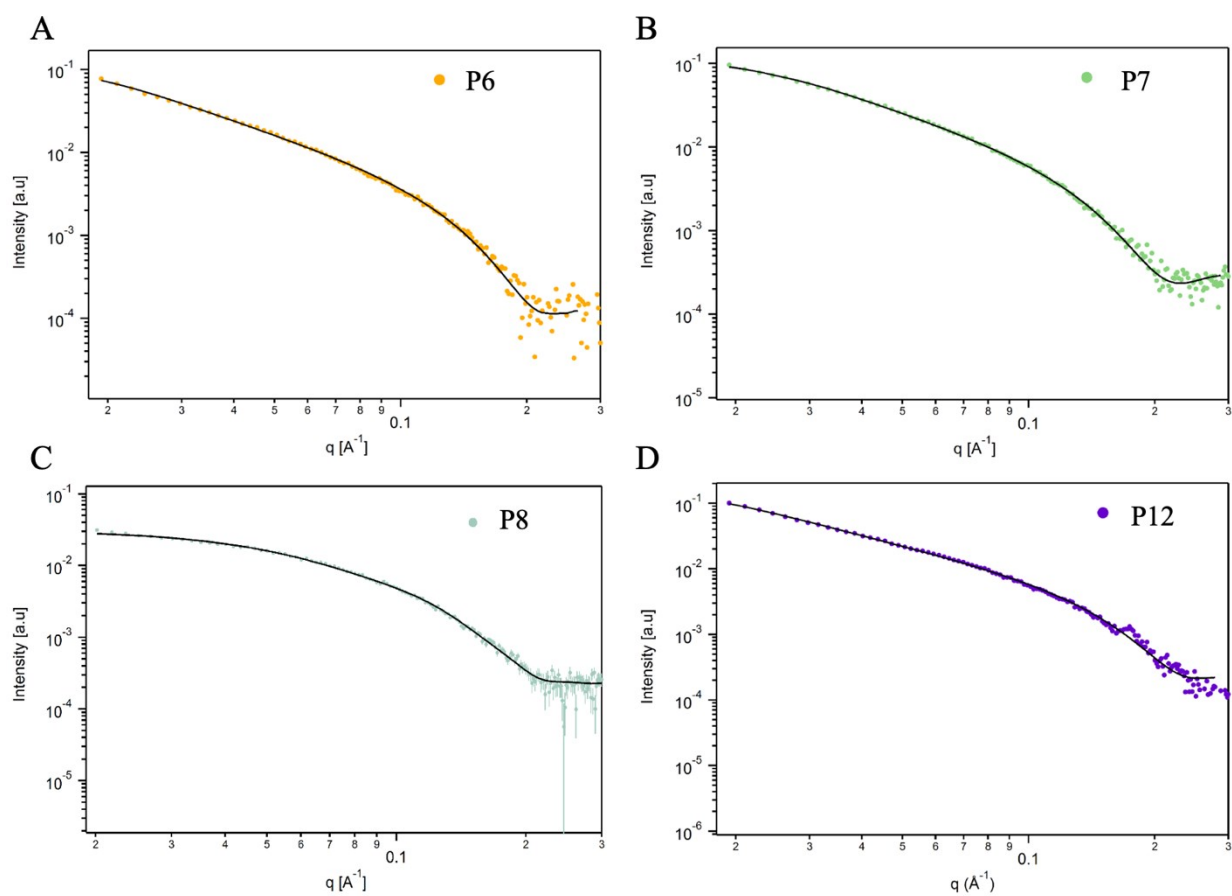 A
Intensity [a.u]
10⁻¹
10⁻²
10⁻³
10⁻⁴
P6
2 3 4 5 6 7 8 9 0.1 2 3
q [A⁻¹]
B
Intensity [a.u]
10⁻¹
10⁻²
10⁻³
10⁻⁴
10⁻⁵
P7
2 3 4 5 6 7 8 9 0.1 2 3
q [A⁻¹]
C
Intensity [a.u]
10⁻¹
10⁻²
10⁻³
10⁻⁴
10⁻⁵
P8
2 3 4 5 6 7 8 9 0.1 2 3
q [A⁻¹]
D
Intensity [a.u]
10⁻¹
10⁻²
10⁻³
10⁻⁴
10⁻⁵
10⁻⁶
P12
2 3 4 5 6 7 8 9 0.1 2 3
q (Å⁻¹)